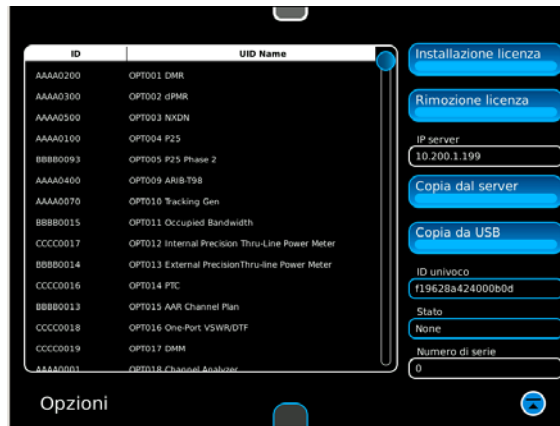 ID UID Name
AAAA0200 OPT001 DMR
AAAA0300 OPT002 dPMR
AAAA0500 OPT003 NXDN
AAAA0100 OPT004 P25
BBBB0093 OPT005 P25 Phase 2
AAAA0400 OPT009 ARIB-T98
AAAA0070 OPT010 Tracking Gen
BBBB0015 OPT011 Occupied Bandwidth
CCCC0017 OPT012 Internal Precision Thru-Line Power Meter
BBBB0014 OPT013 External PrecisionThru-line Power Meter
CCCC0016 OPT014 PTC
BBBB0013 OPT015 AAR Channel Plan
CCCC0018 OPT016 One-Port VSWR/DTF
CCCC0019 OPT017 DMM
AAAA0001 OPT018 Channel Analyzer
Installazione licenza
Rimozione licenza
IP server
10.200.1.199
Copia dal server
Copia da USB
ID univoco
f19628a424000b0d
Stato
None
Numero di serie
0
Opzioni